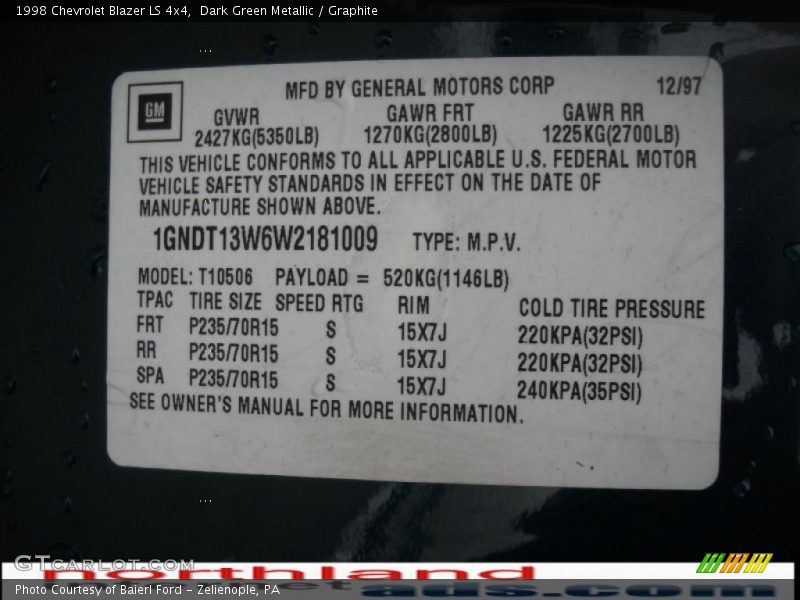 1998 Chevrolet Blazer LS 4x4, Dark Green Metallic / Graphite
GM
MFD BY GENERAL MOTORS CORP 12/97
GVWR GAWR FRT GAWR RR
2427KG(5350LB) 1270KG(2800LB) 1225KG(2700LB)
THIS VEHICLE CONFORMS TO ALL APPLICABLE U.S. FEDERAL MOTOR
VEHICLE SAFETY STANDARDS IN EFFECT ON THE DATE OF
MANUFACTURE SHOWN ABOVE.
1GNDT13W6W2181009 TYPE: M.P.V.
MODEL: T10506 PAYLOAD = 520KG(1146LB)
TPAC TIRE SIZE SPEED RTG RIM COLD TIRE PRESSURE
FRT P235/70R15 S 15X7J 220KPA(32PSI)
RR P235/70R15 S 15X7J 220KPA(32PSI)
SPA P235/70R15 S 15X7J 240KPA(35PSI)
SEE OWNER'S MANUAL FOR MORE INFORMATION.
GTCarLot.com
northland
Photo Courtesy of Baierl Ford - Zelienople, PA
ads.com